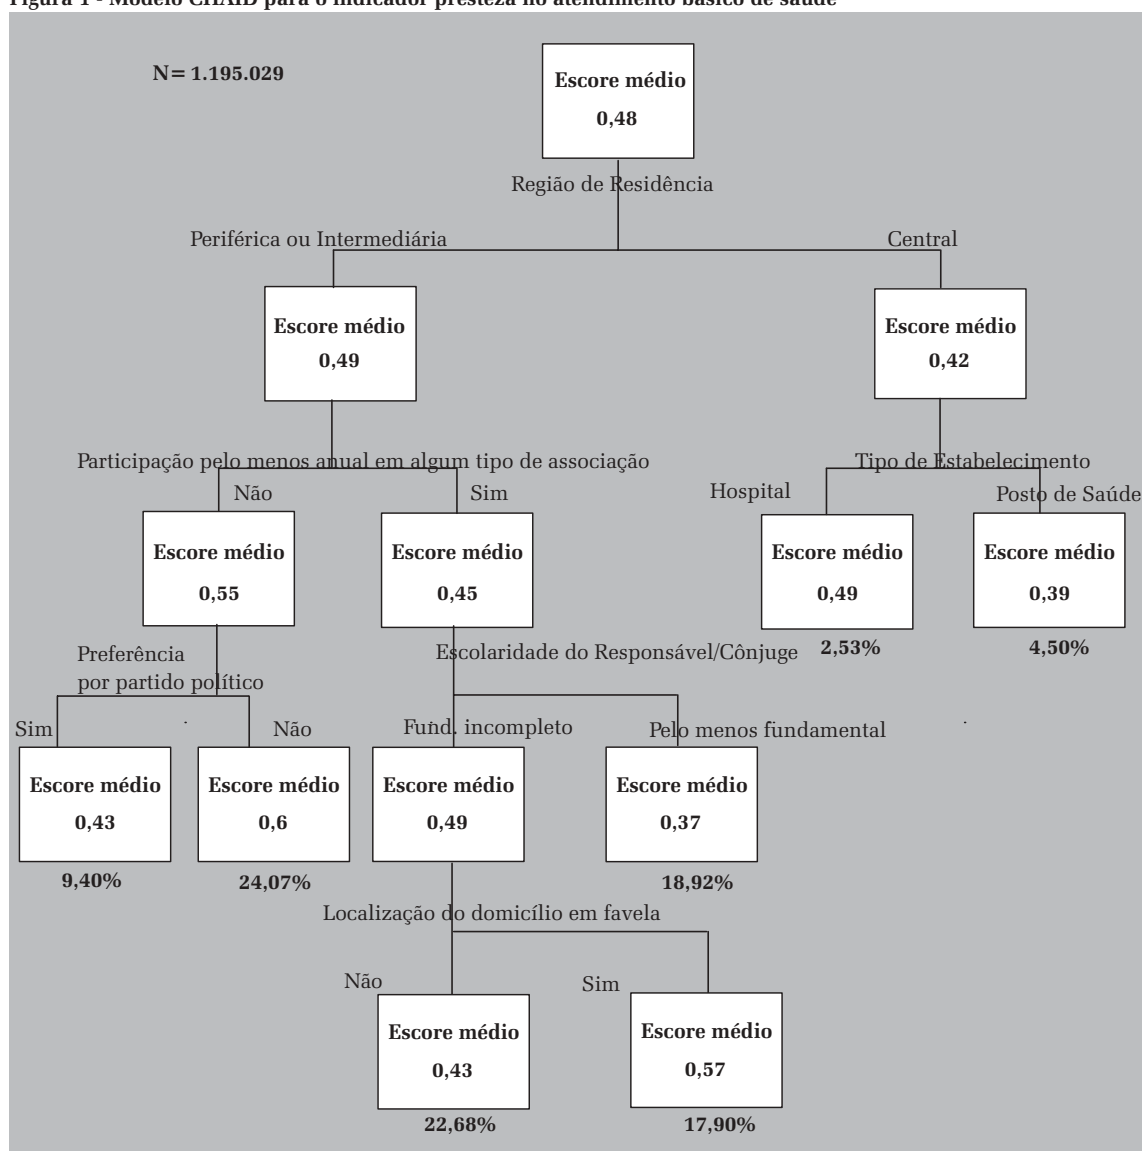 Figura 1 - Modelo CHAID para o indicador presteza no atendimento básico de saúde
N= 1.195.029
Escore médio
0,48
Região de Residência
Periférica ou Intermediária
Central
Escore médio
0,49
Escore médio
0,42
Participação pelo menos anual em algum tipo de associação
Tipo de Estabelecimento
Não
Sim
Hospital
Posto de Saúde
Escore médio
0,55
Escore médio
0,45
Escore médio
0,49
Escore médio
0,39
2,53%
4,50%
Preferência
por partido político
Escolaridade do Responsável/Cônjuge
Sim
Não
Fund. incompleto
Pelo menos fundamental
Escore médio
0,43
Escore médio
0,6
Escore médio
0,49
Escore médio
0,37
9,40%
24,07%
18,92%
Localização do domicílio em favela
Não
Sim
Escore médio
0,43
Escore médio
0,57
22,68%
17,90%